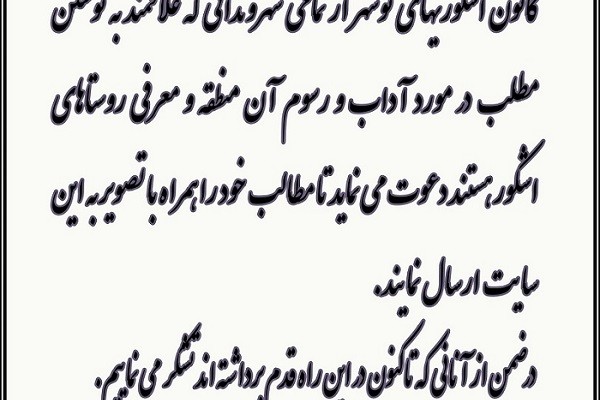 کانون اشکوریهای نوشهر از تمامی شهروندانی که علاقمند به نوشتن
مطلب در مورد آداب و رسوم آن منطقه و معرفی روستاهای
اشکور هستند دعوت می نماید تا مطالب خود را همراه با تصویر به این
سایت ارسال نمایند.
در ضمن از آنانی که تاکنون در این راه قدم برداشته اند تشکر می نماییم.